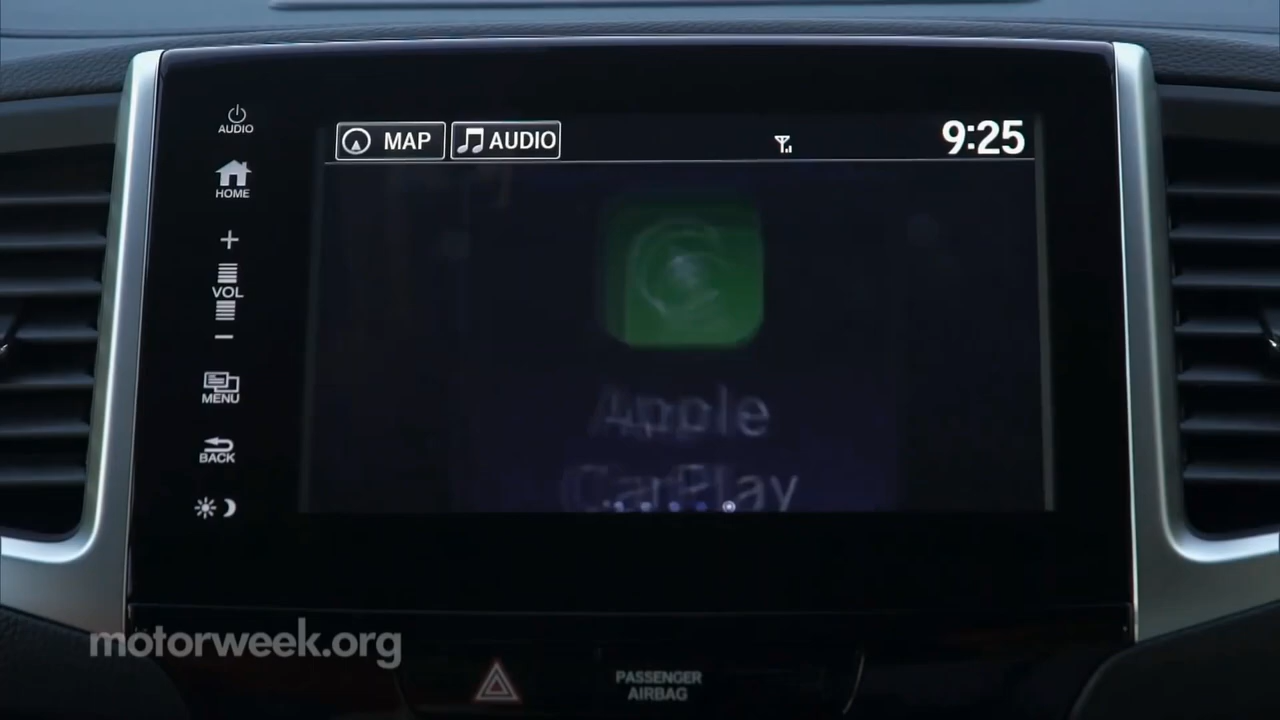 AUDIO
HOME
VOL
MENU
BACK
MAP
AUDIO
9:25
Apple
CarPlay
motorweek.org
PASSENGER
AIRBAG